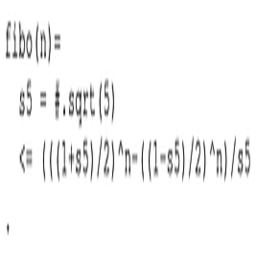 fibo(n)=
  s5 = #.sqrt(5)
  <= (((1+s5)/2)^n-((1-s5)/2)^n)/s5
.